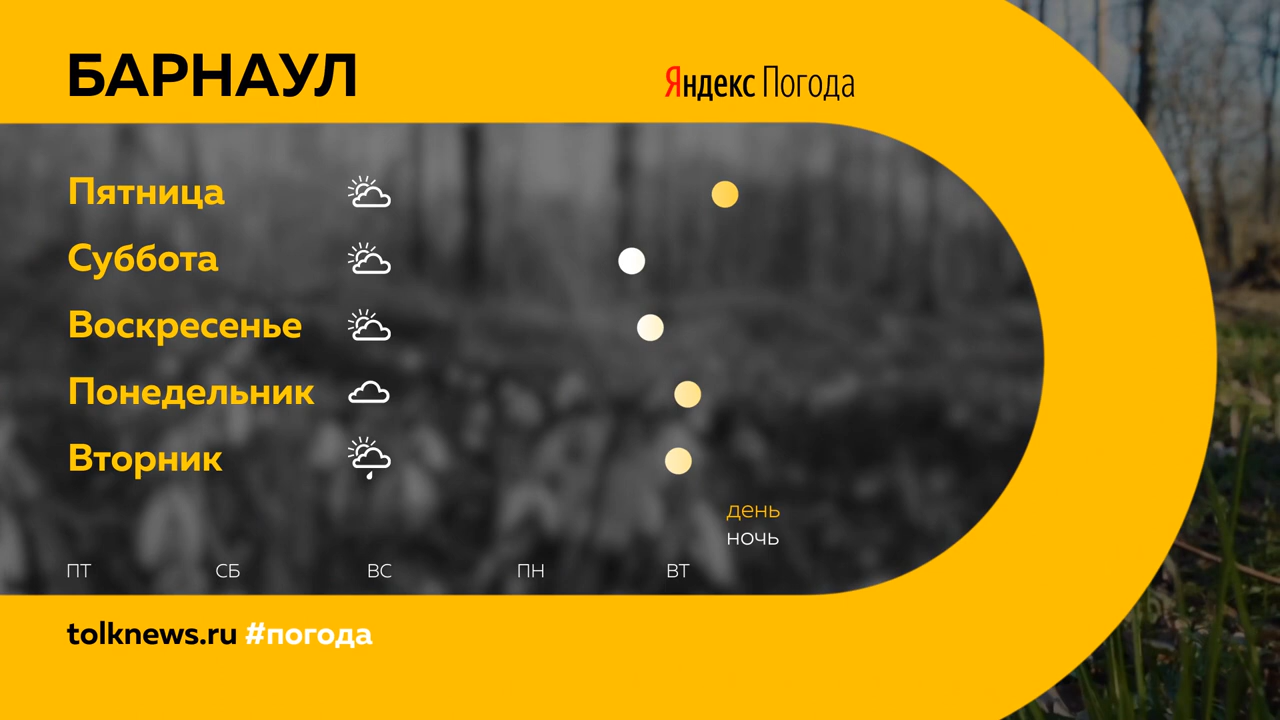 БАРНАУЛ
Яндекс Погода
Пятница
Суббота
Воскресенье
Понедельник
Вторник
день
ночь
ПТ СБ ВС ПН ВТ
tolknews.ru #погода